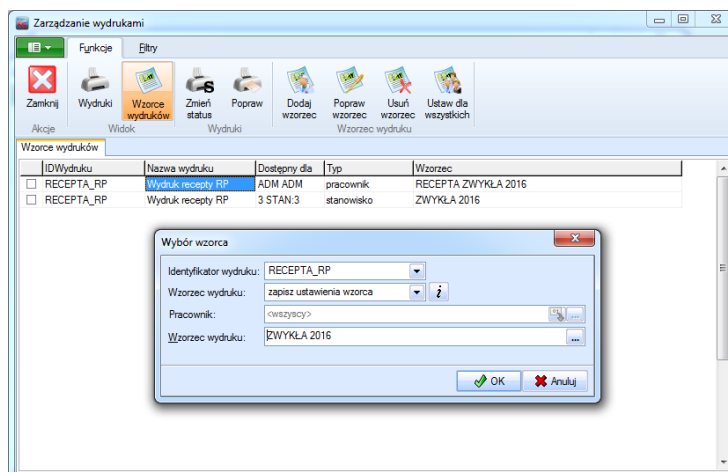 Zarządzanie wydrukami
Funkcje Filtry
Zamknij Wydruki Wzorce wydruków Zmień status Popraw Dodaj wzorzec Popraw wzorzec Usuń wzorzec Ustaw dla wszystkich
Akcje Widok Wydruki Wzorzec wydruku
Wzorce wydruków
IDWydruku Nazwa wydruku Dostępny dla Typ Wzorzec
RECEPTA_RP Wydruk recepty RP ADM ADM pracownik RECEPTA ZWYKŁA 2016
RECEPTA_RP Wydruk recepty RP 3 STAN:3 stanowisko ZWYKŁA 2016
Wybór wzorca
Identyfikator wydruku: RECEPTA_RP
Wzorzec wydruku: zapisz ustawienia wzorca i
Pracownik: <wszyscy> ...
Wzorzec wydruku: ZWYKŁA 2016 ...
OK Anuluj